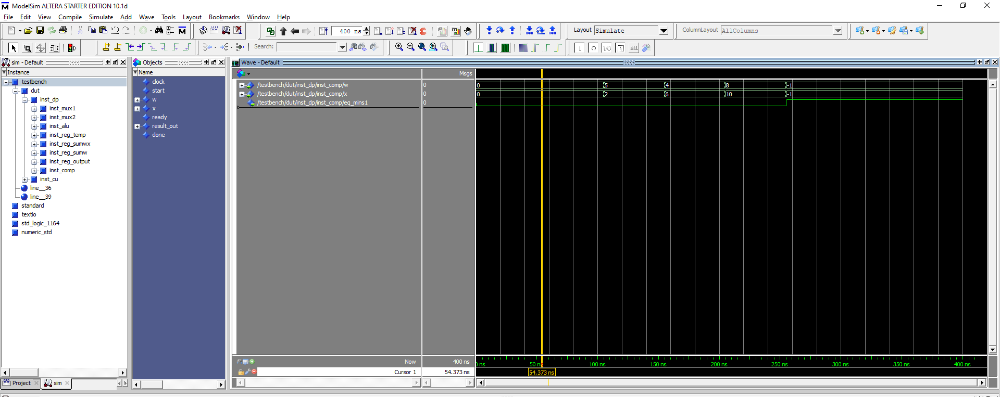 ModelSim ALTERA STARTER EDITION 10.1d
File Edit View Compile Simulate Add Wave Tools Layout Bookmarks Window Help
400 ns
Layout Simulate
ColumnLayout AllColumns
Search:
sim - Default
Instance
testbench
dut
inst_dp
inst_mux1
inst_mux2
inst_alu
inst_reg_temp
inst_reg_sumwx
inst_reg_sumw
inst_reg_output
inst_comp
inst_cu
line__36
line__39
standard
textio
std_logic_1164
numeric_std
Project sim
Objects
Name
clock
start
w
x
ready
result_out
done
Wave - Default
Msgs
/testbench/dut/inst_dp/inst_comp/w 0 0 5 4 8 -1
/testbench/dut/inst_dp/inst_comp/x 0 0 2 6 10 -1
/testbench/dut/inst_dp/inst_comp/eq_mins1 0
Now 400 ns
50 ns 100 ns 150 ns 200 ns 250 ns 300 ns 350 ns 400 ns
Cursor 1 54.373 ns 54.373 ns